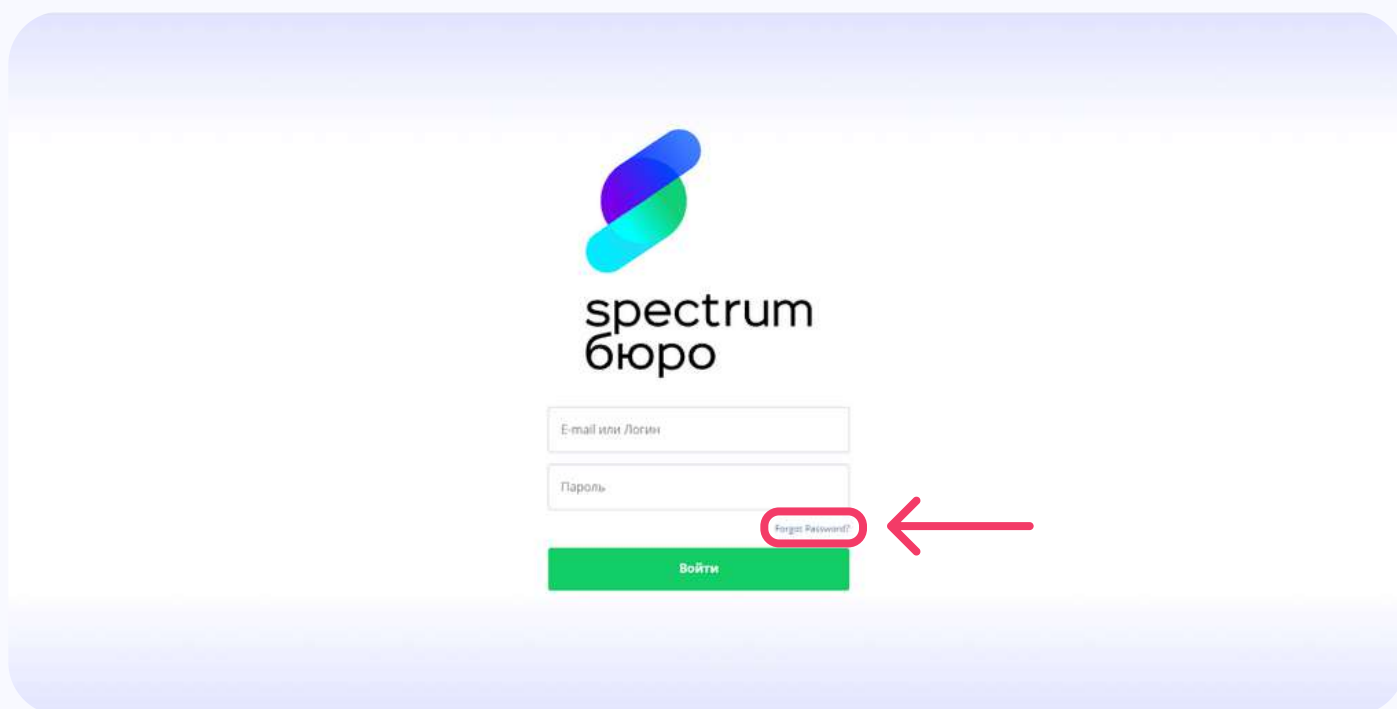 spectrum
бюро
E-mail или Логин
Пароль
Forgot Password?
Войти